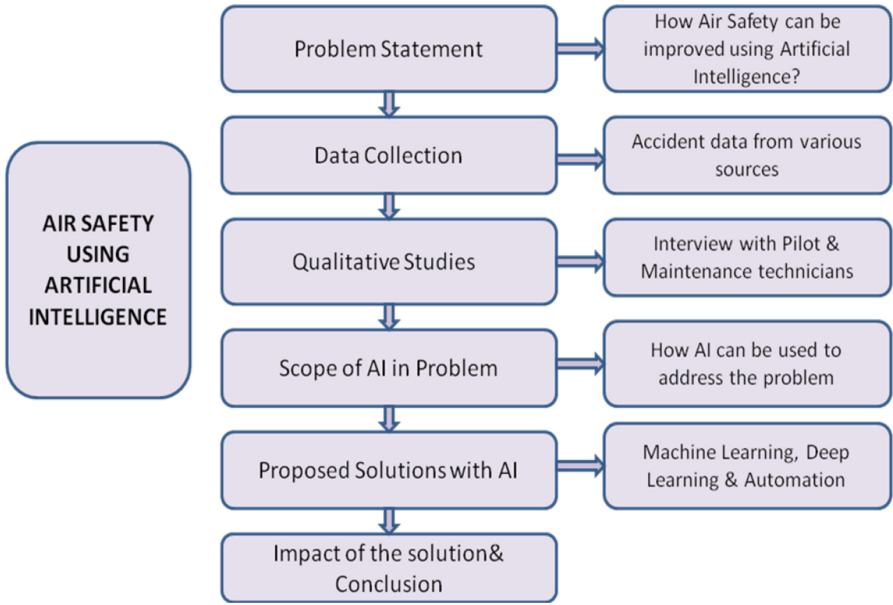 AIR SAFETY
USING
ARTIFICIAL
INTELLIGENCE
Problem Statement
How Air Safety can be
improved using Artificial
Intelligence?
Data Collection
Accident data from various
sources
Qualitative Studies
Interview with Pilot &
Maintenance technicians
Scope of AI in Problem
How AI can be used to
address the problem
Proposed Solutions with AI
Machine Learning, Deep
Learning & Automation
Impact of the solution&
Conclusion